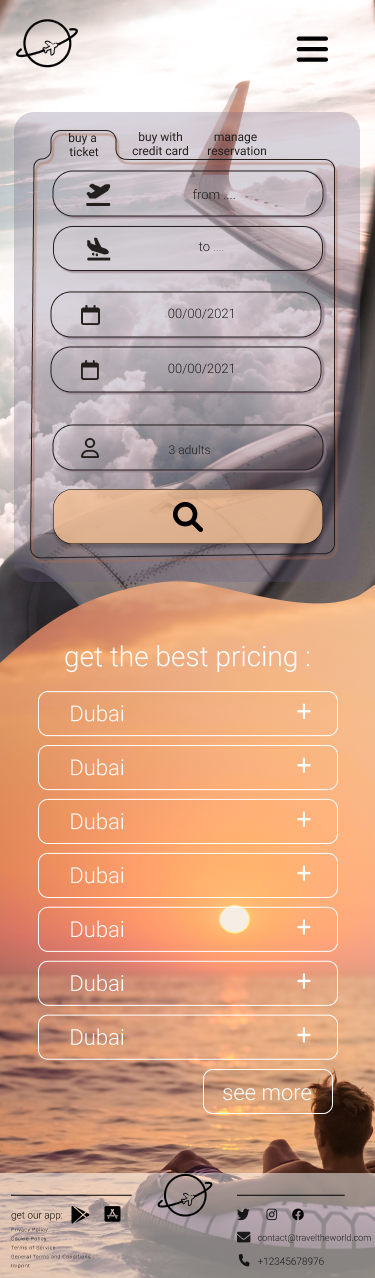 buy a
ticket
buy with
credit card
manage
reservation
from ....
to ....
00/00/2021
00/00/2021
3 adults
get the best pricing :
Dubai +
Dubai +
Dubai +
Dubai +
Dubai +
Dubai +
Dubai +
see more
get our app:
Privacy Policy
Cookie Policy
Terms of Service
General Terms and Conditions
Imprint
contact@traveltheworld.com
+12345678976